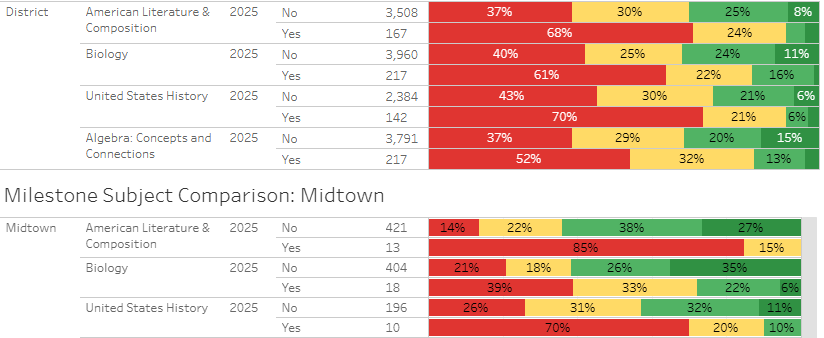 District American Literature & 2025 No 3,508 37% 30% 25% 8%
Composition Yes 167 68% 24%
Biology 2025 No 3,960 40% 25% 24% 11%
Yes 217 61% 22% 16%
United States History 2025 No 2,384 43% 30% 21% 6%
Yes 142 70% 21% 6%
Algebra: Concepts and 2025 No 3,791 37% 29% 20% 15%
Connections Yes 217 52% 32% 13%
Milestone Subject Comparison: Midtown
Midtown American Literature & 2025 No 421 14% 22% 38% 27%
Composition Yes 13 85% 15%
Biology 2025 No 404 21% 18% 26% 35%
Yes 18 39% 33% 22% 6%
United States History 2025 No 196 26% 31% 32% 11%
Yes 10 70% 20% 10%